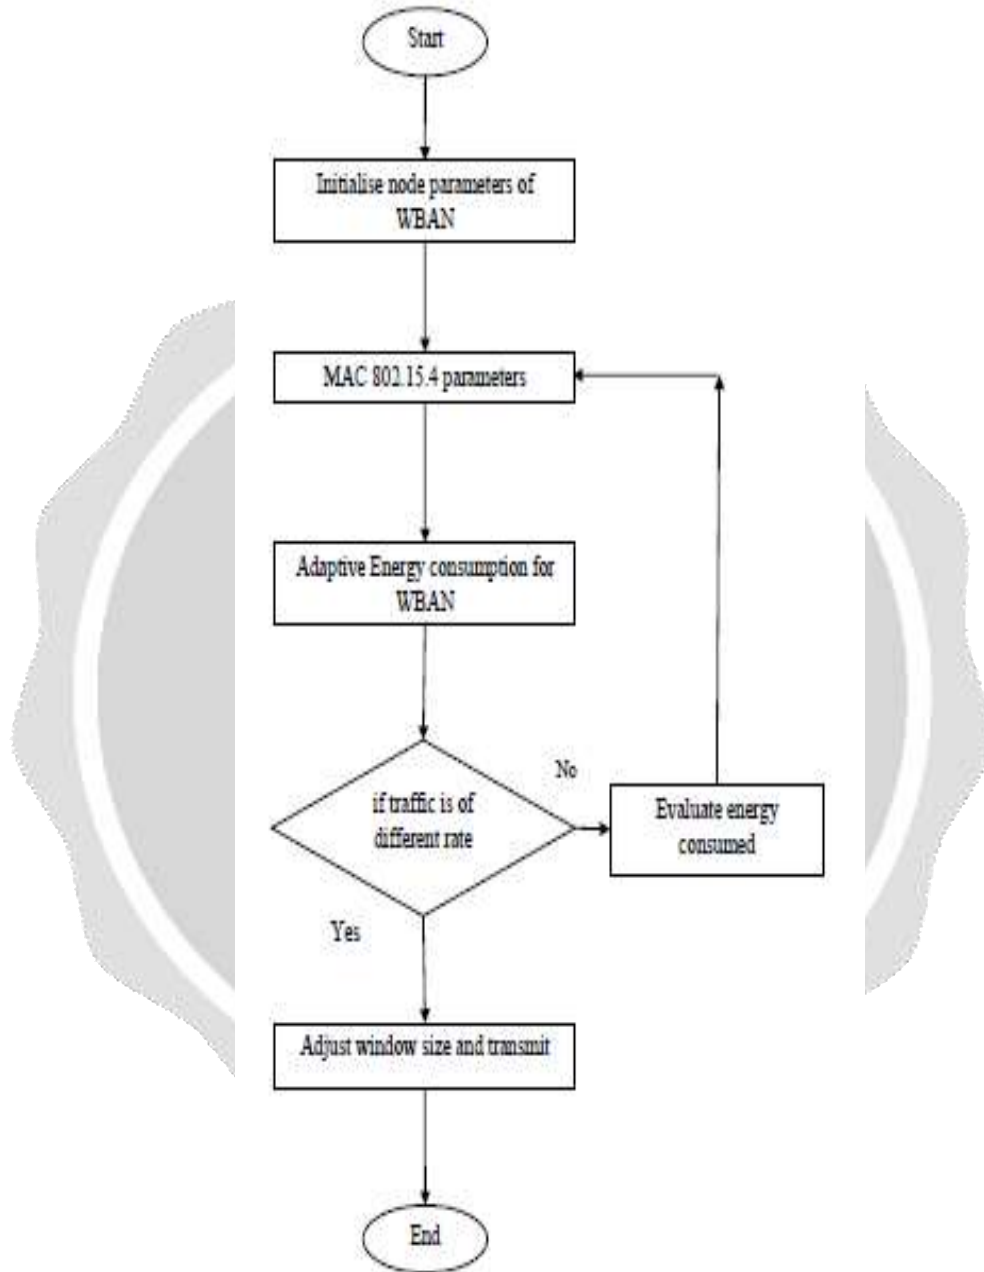 Start
Initialise node parameters of
WBAN
MAC 802.15.4 parameters
Adaptive Energy consumption for
WBAN
if traffic is of
different rate
No
Evaluate energy
consumed
Yes
Adjust window size and transmit
End